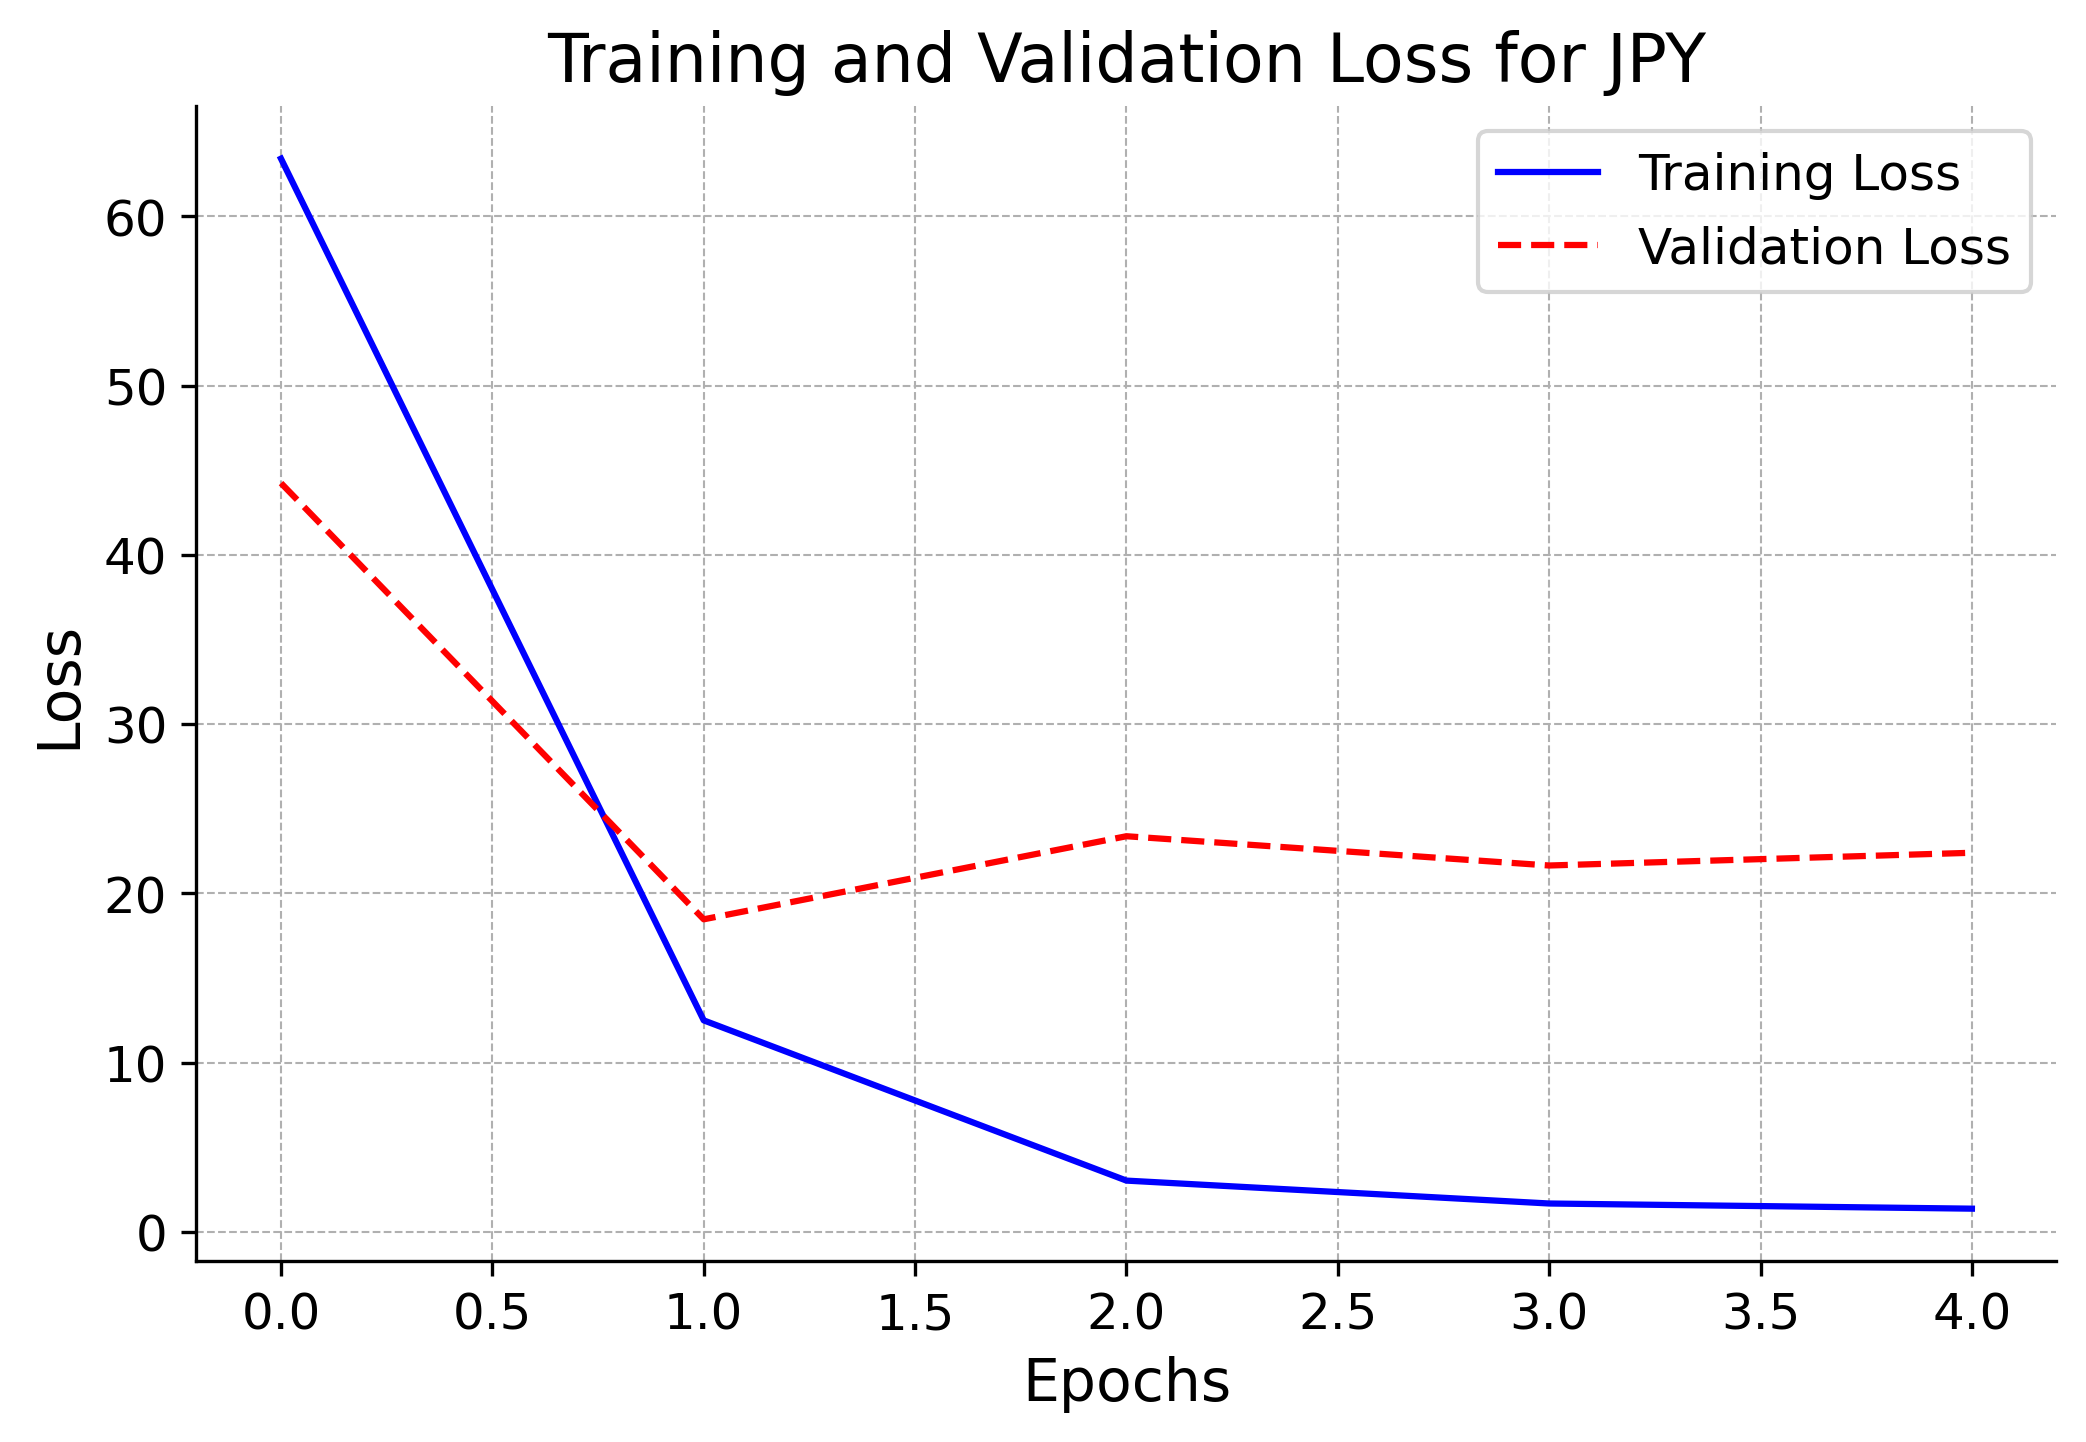 Training and Validation Loss for JPY
Training Loss
Validation Loss
60
50
40
30
20
10
0
Loss
0.0 0.5 1.0 1.5 2.0 2.5 3.0 3.5 4.0
Epochs